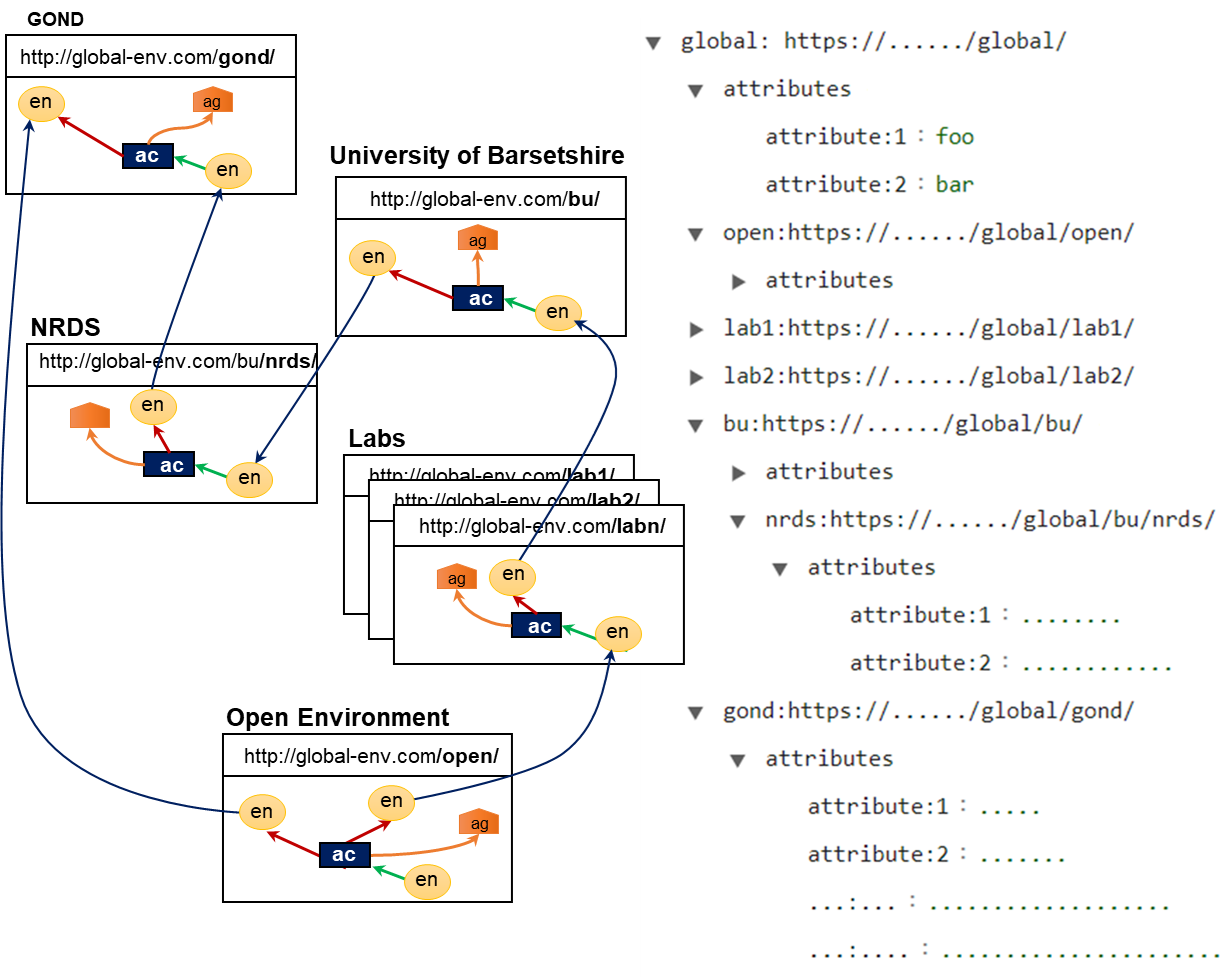 GOND
http://global-env.com/gond/
en
ag
ac
en
University of Barsetshire
http://global-env.com/bu/
en
ag
ac
en
NRDS
http://global-env.com/bu/nrds/
en
ac
en
Labs
http://global-env.com/lab1/
http://global-env.com/lab2/
http://global-env.com/labn/
ag
en
ac
en
Open Environment
http://global-env.com/open/
en
en
ag
ac
en
▼ global: https://....../global/
▼ attributes
attribute:1 : foo
attribute:2 : bar
▼ open:https://....../global/open/
▶ attributes
▶ lab1:https://....../global/lab1/
▶ lab2:https://....../global/lab2/
▼ bu:https://....../global/bu/
▶ attributes
▼ nrds:https://....../global/bu/nrds/
▼ attributes
attribute:1 : ........
attribute:2 : ............
▼ gond:https://....../global/gond/
▼ attributes
attribute:1 : .....
attribute:2 : .......
...:... : ...................
...:.... : ......................